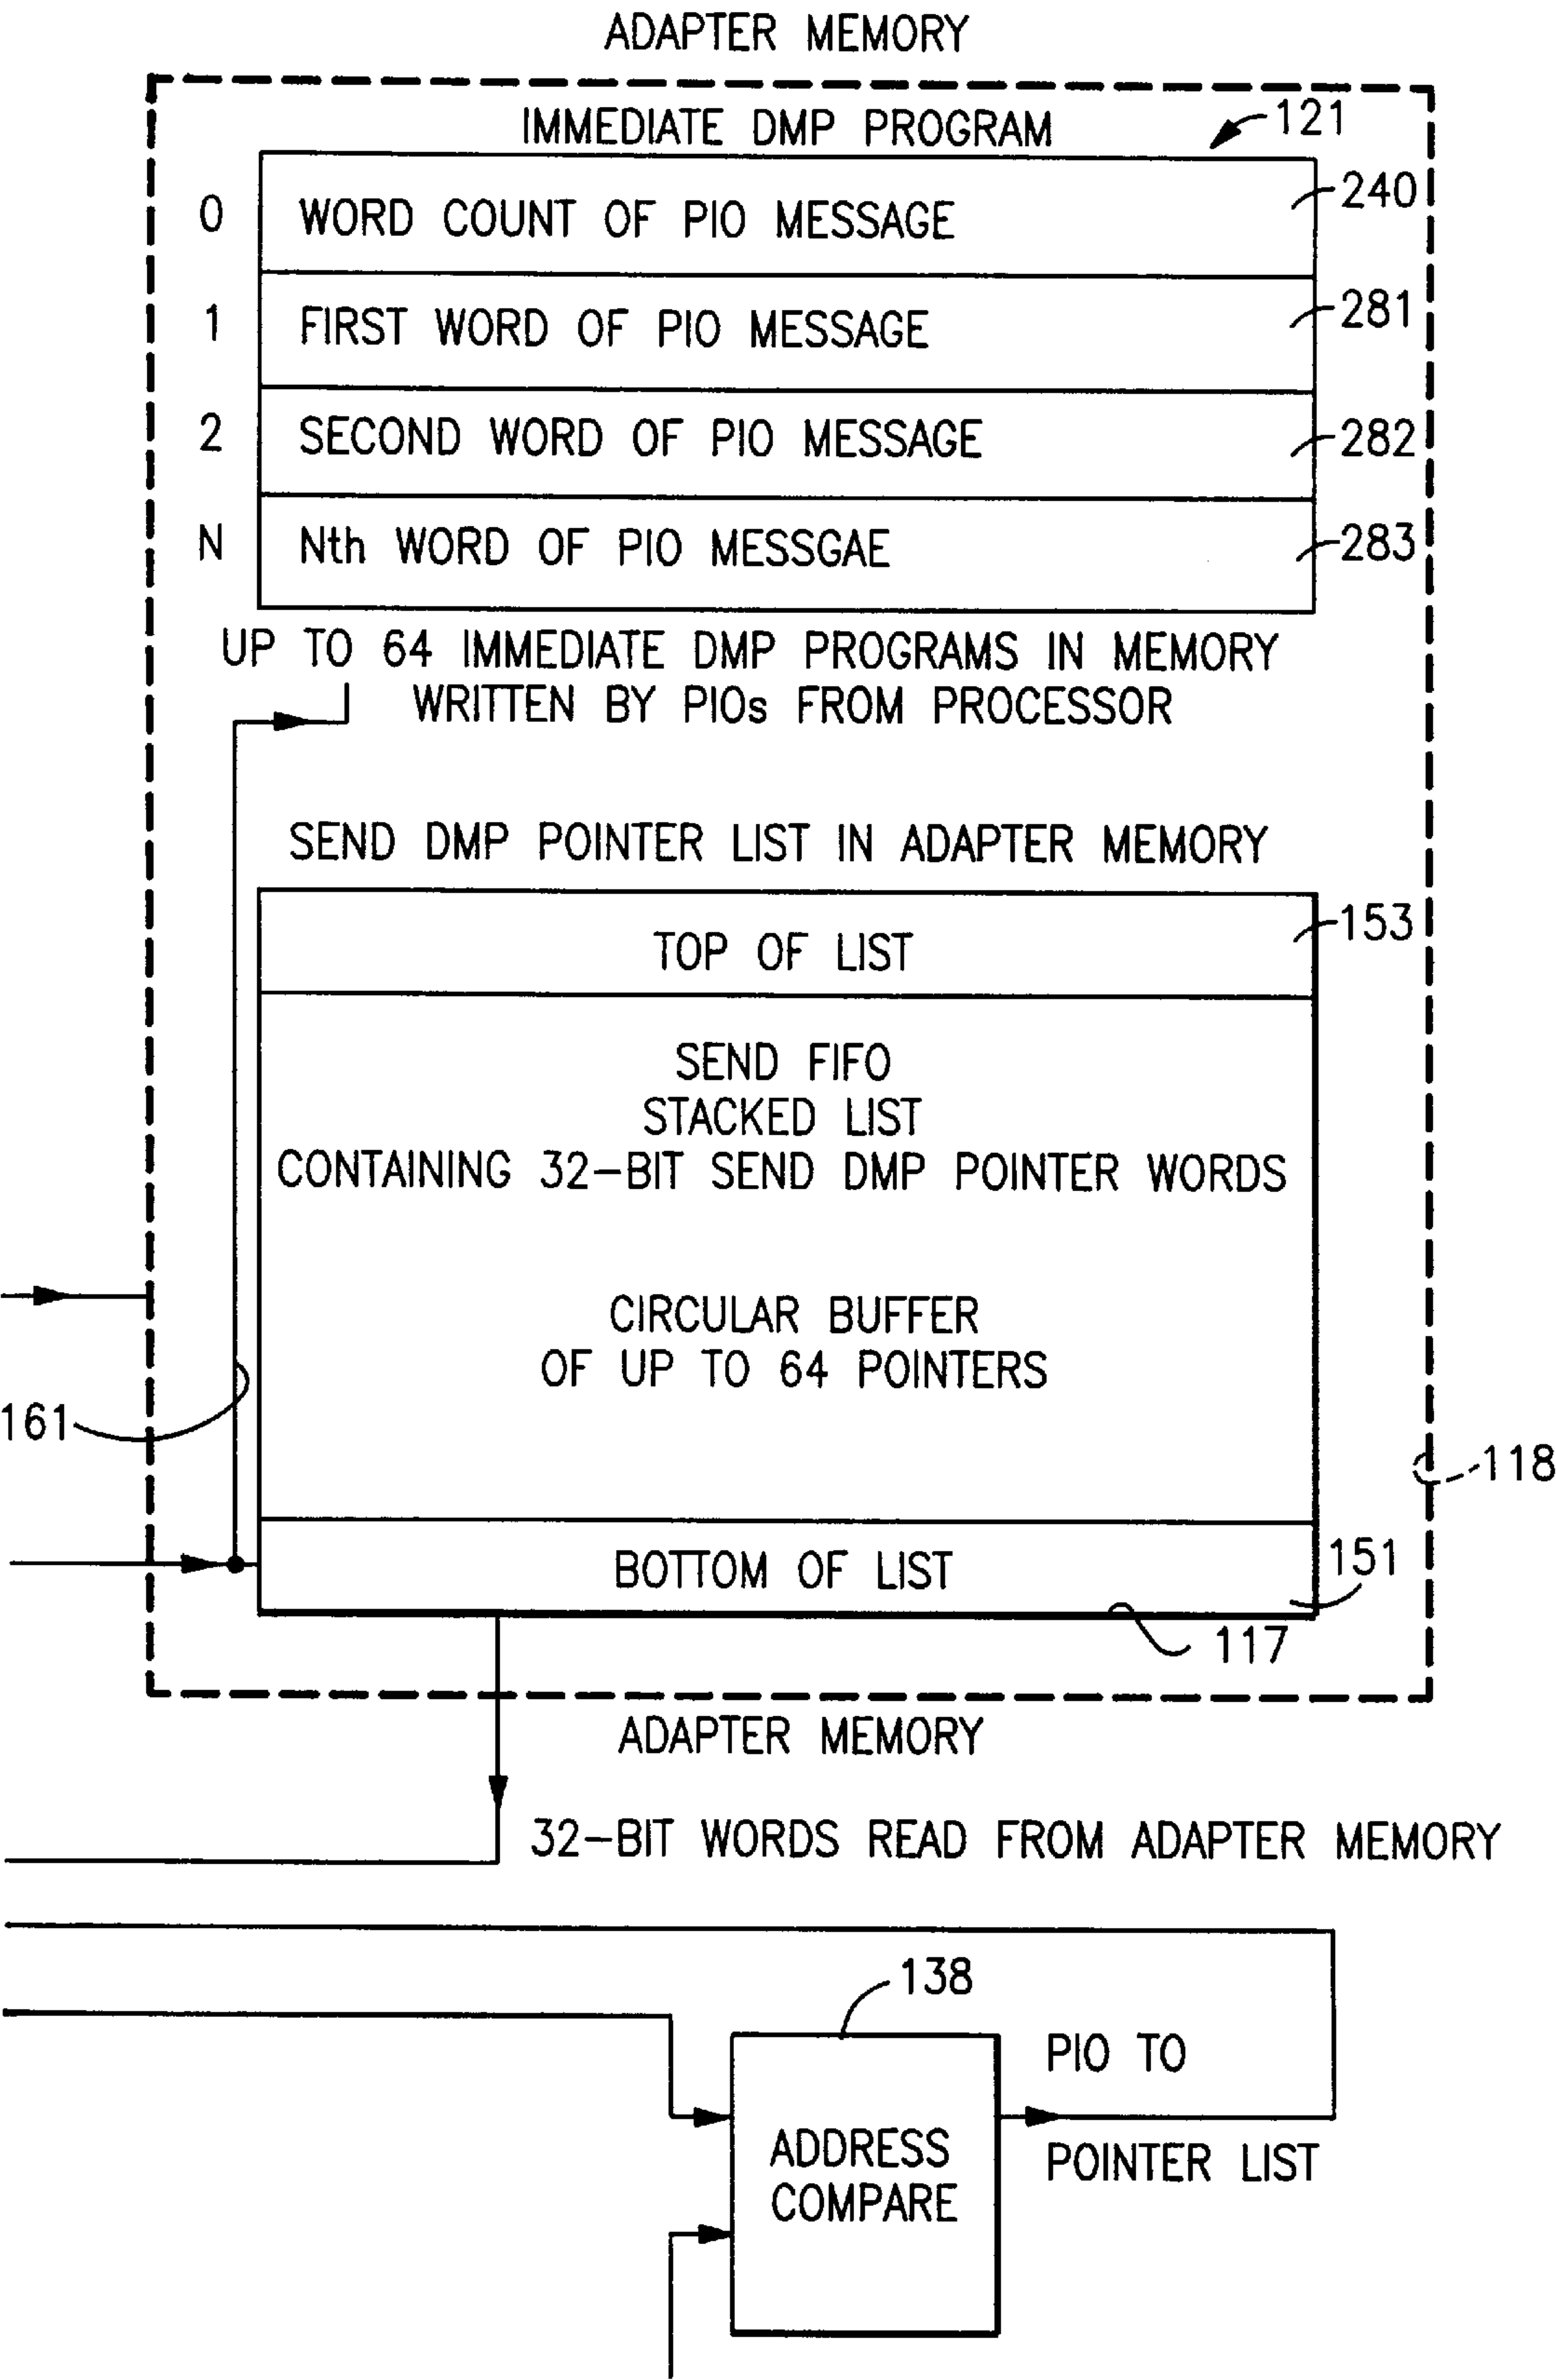 ADAPTER MEMORY
IMMEDIATE DMP PROGRAM
121
0 WORD COUNT OF PIO MESSAGE 240
1 FIRST WORD OF PIO MESSAGE 281
2 SECOND WORD OF PIO MESSAGE 282
N Nth WORD OF PIO MESSGAE 283
UP TO 64 IMMEDIATE DMP PROGRAMS IN MEMORY
WRITTEN BY PIOs FROM PROCESSOR
SEND DMP POINTER LIST IN ADAPTER MEMORY
TOP OF LIST 153
SEND FIFO
STACKED LIST
CONTAINING 32-BIT SEND DMP POINTER WORDS
CIRCULAR BUFFER
OF UP TO 64 POINTERS
161
118
BOTTOM OF LIST 151
117
ADAPTER MEMORY
32-BIT WORDS READ FROM ADAPTER MEMORY
138
PIO TO
POINTER LIST
ADDRESS
COMPARE